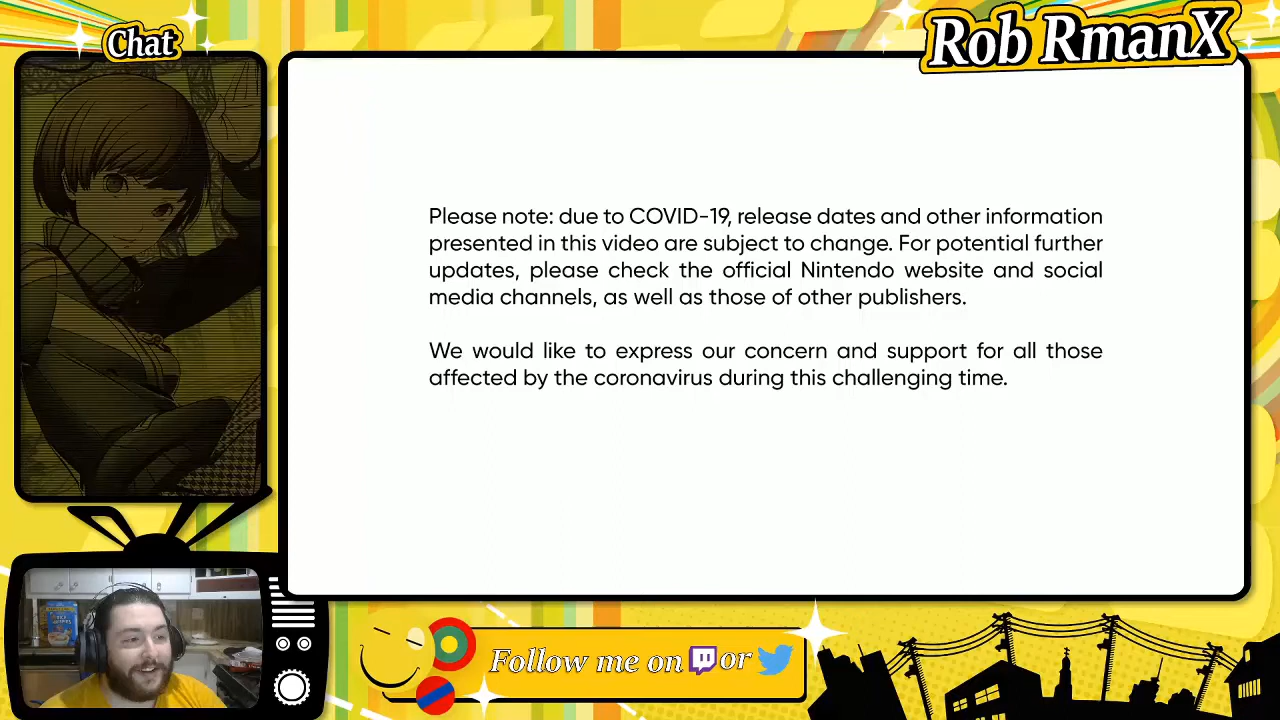 Chat
Rob RmanX
Please note: due to COVID-19, release dates and other information
presented in this video are subject to change. For potential further
updates, please check the official Nintendo website and social
media channels, as well as those of other publishers.
We would like to express our concern and support for all those
affected by the coronavirus during this challenging time.
Follow me on or